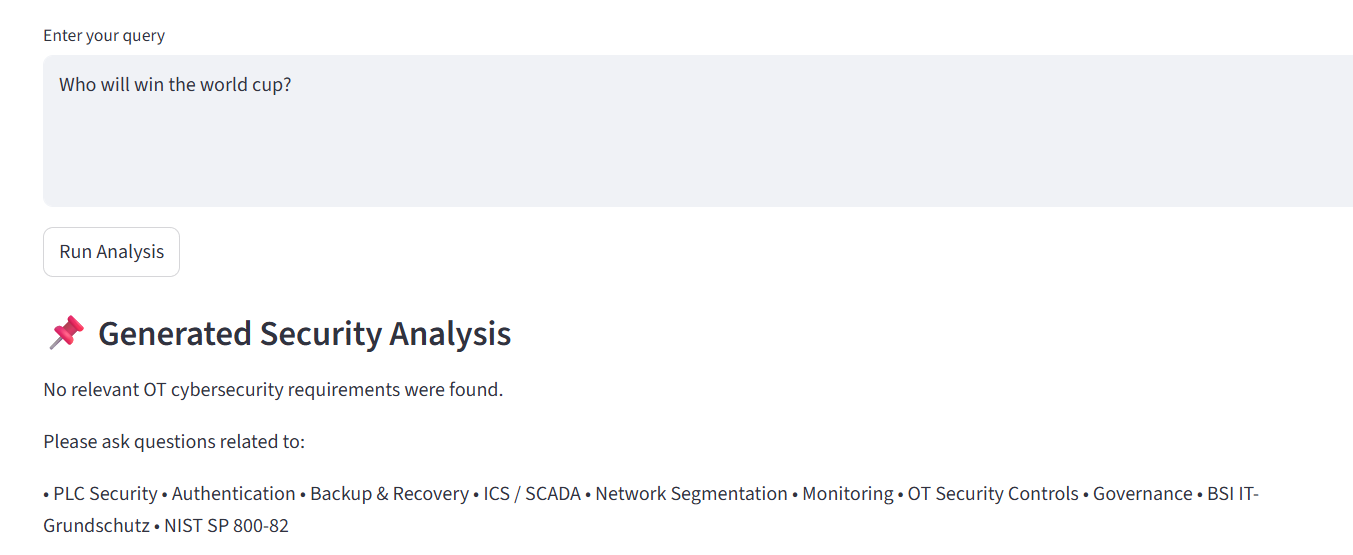 Enter your query
Who will win the world cup?
Run Analysis
📌 Generated Security Analysis
No relevant OT cybersecurity requirements were found.
Please ask questions related to:
• PLC Security • Authentication • Backup & Recovery • ICS / SCADA • Network Segmentation • Monitoring • OT Security Controls • Governance • BSI IT-
Grundschutz • NIST SP 800-82